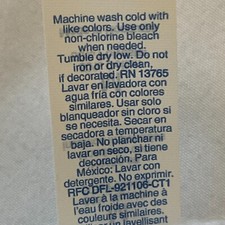 Machine wash cold with
like colors. Use only
non-chlorine bleach
when needed.
Tumble dry low. Do not
iron or dry clean,
if decorated. RN 13765
Lavar en lavadora con
agua fría con colores
similares. Usar solo
blanqueador sin cloro si
se necesita. Secar en
secadora a temperatura
baja. No planchar ni
lavar en seco, si tiene
decoración. Para
México: Lavar con
detergente. No exprimir.
RFC DFL-921106-CT1
Laver à la machine à
l'eau froide avec des
couleurs similaires.
utiliser un javellisant